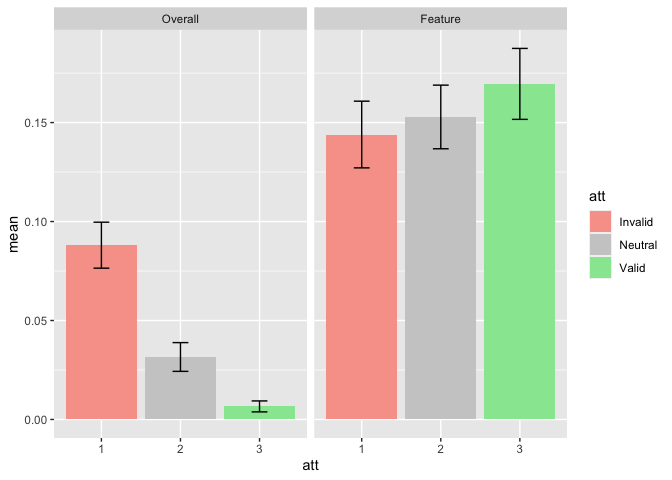 Overall Feature
mean
0.15
0.10
0.05
0.00
1 2 3 1 2 3
att
att
Invalid
Neutral
Valid